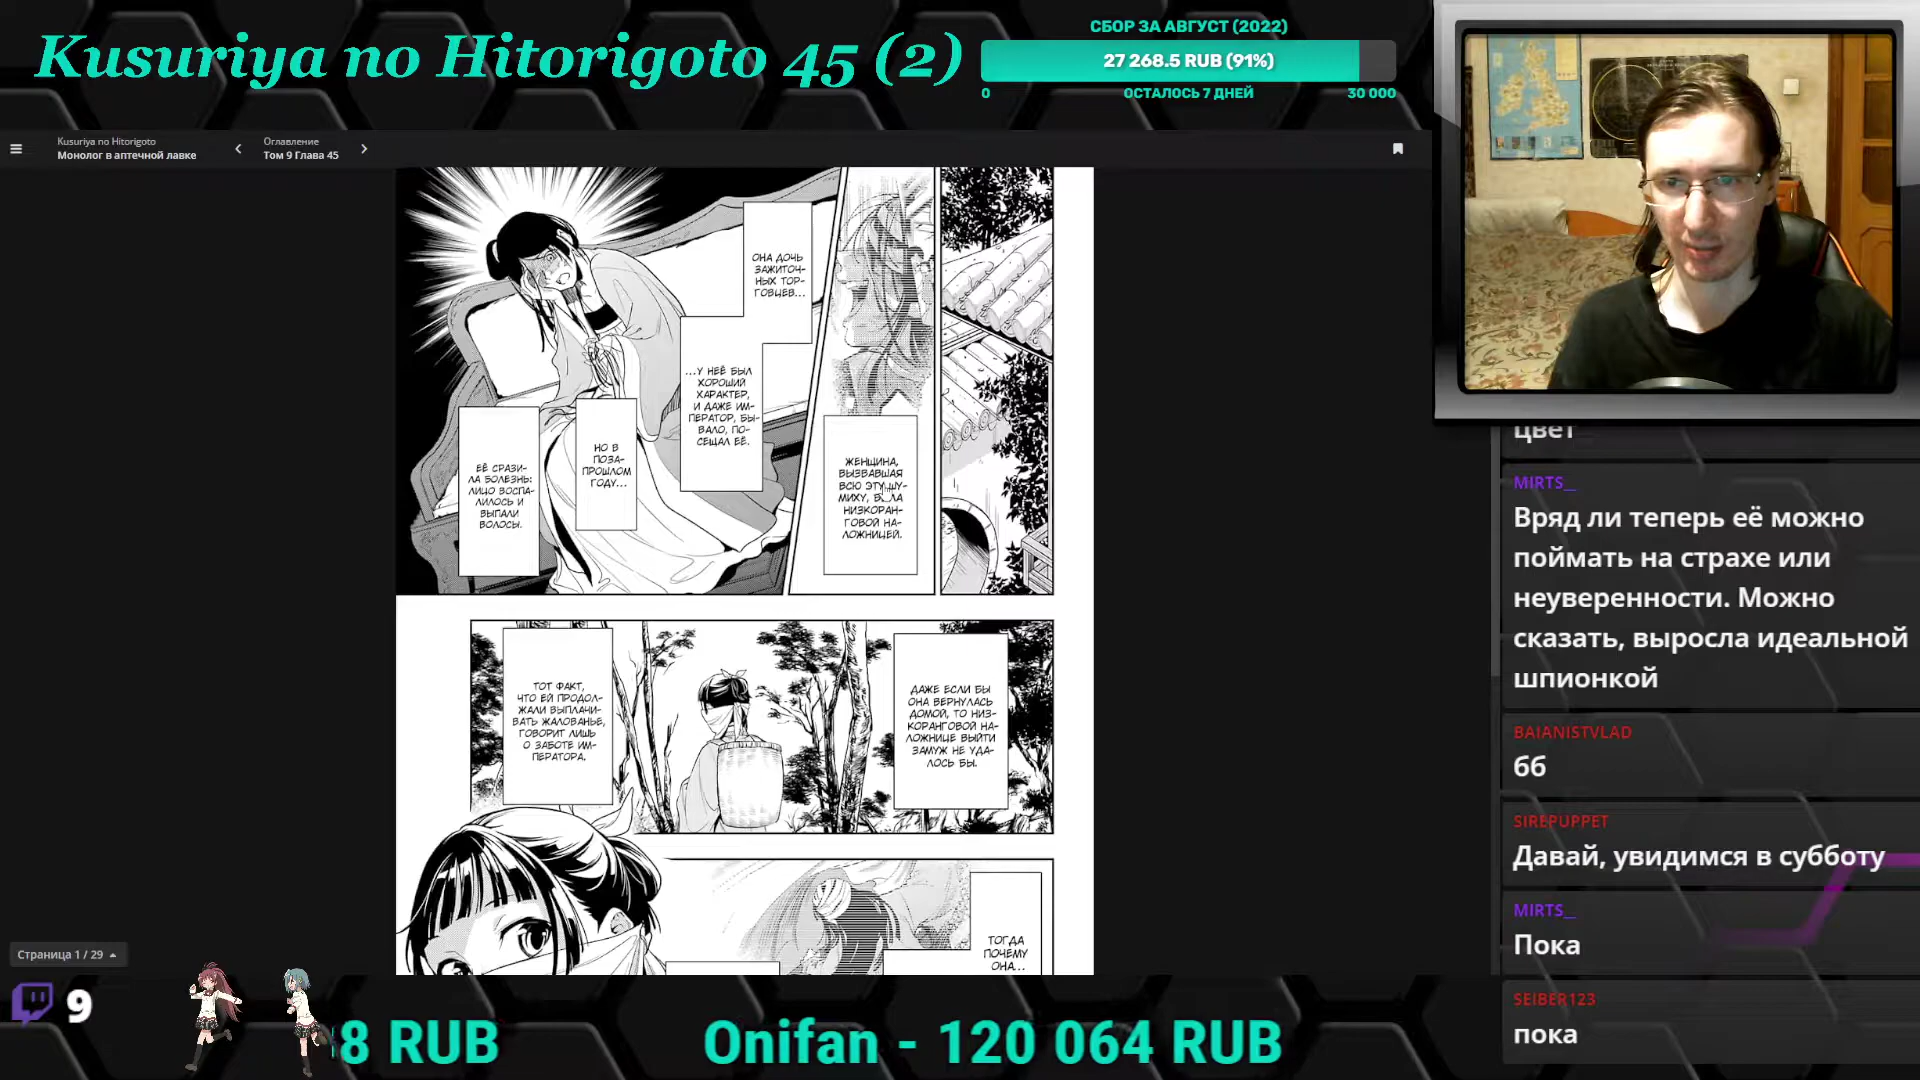 Kusuriya no Hitorigoto 45 (2)
СБОР ЗА АВГУСТ (2022)
27 268.5 RUB (91%)
0
ОСТАЛОСЬ 7 ДНЕЙ
30 000
Kusuriya no Hitorigoto
Монолог в аптечной лавке
Оглавление
Том 9 Глава 45
ЖЕНЩИНА,
ВЫЗВАВШАЯ
ВСЮ ЭТУ ШУ-
МИХУ, БЫЛА
НИЗКОРАН-
ГОВОЙ НА-
ЛОЖНИЦЕЙ.
ОНА ДОЧЬ
ЗАЖИТОЧ-
НЫХ ТОР-
ГОВЦЕВ...
...У НЕЁ БЫЛ
ХОРОШИЙ
ХАРАКТЕР,
И ДАЖЕ ИМ-
ПЕРАТОР, БЫ-
ВАЛО, ПО-
СЕЩАЛ ЕЁ.
НО В
ПОЗА-
ПРОШЛОМ
ГОДУ...
ЕЁ СРАЗИ-
ЛА БОЛЕЗНЬ:
ЛИЦО ВОСПА-
ЛИЛОСЬ И
ВЫПАЛИ
ВОЛОСЫ.
ДАЖЕ ЕСЛИ БЫ
ОНА ВЕРНУЛАСЬ
ДОМОЙ, ТО НИЗ-
КОРАНГОВОЙ НА-
ЛОЖНИЦЕ ВЫЙТИ
ЗАМУЖ НЕ УДА-
ЛОСЬ БЫ.
ТОТ ФАКТ,
ЧТО ЕЙ ПРОДОЛ-
ЖАЛИ ВЫПЛАЧИ-
ВАТЬ ЖАЛОВАНЬЕ,
ГОВОРИТ ЛИШЬ
О ЗАБОТЕ ИМ-
ПЕРАТОРА.
ТОГДА
ПОЧЕМУ
ОНА...
Страница 1 / 29
9
8 RUB
Onifan - 120 064 RUB
цвет
MIRTS__
Вряд ли теперь её можно
поймать на страхе или
неуверенности. Можно
сказать, выросла идеальной
шпионкой
BAIANISTVLAD
бб
SIREPUPPET
Давай, увидимся в субботу
MIRTS__
Пока
SEIBER123
пока